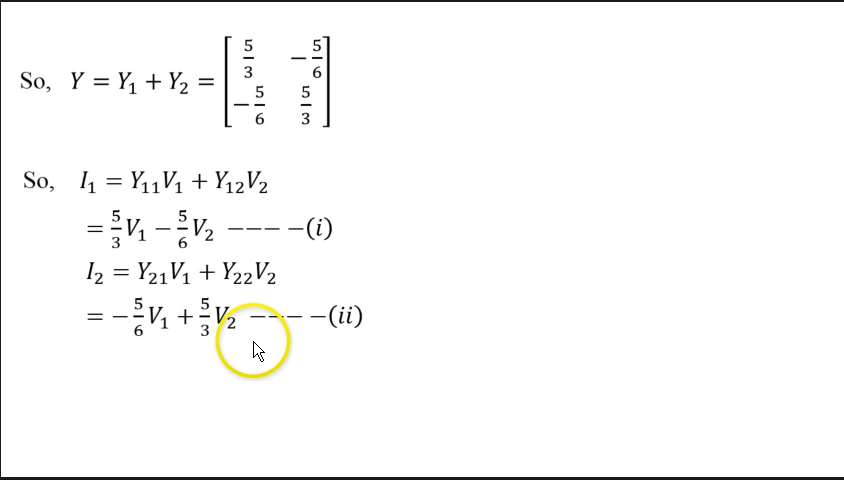 So, Y = Y₁ + Y₂ = [5/3 −5/6
−5/6 5/3]
So, I₁ = Y₁₁V₁ + Y₁₂V₂
= 5/3 V₁ − 5/6 V₂ −−−− −(i)
I₂ = Y₂₁V₁ + Y₂₂V₂
= − 5/6 V₁ + 5/3 V₂ −−− −(ii)